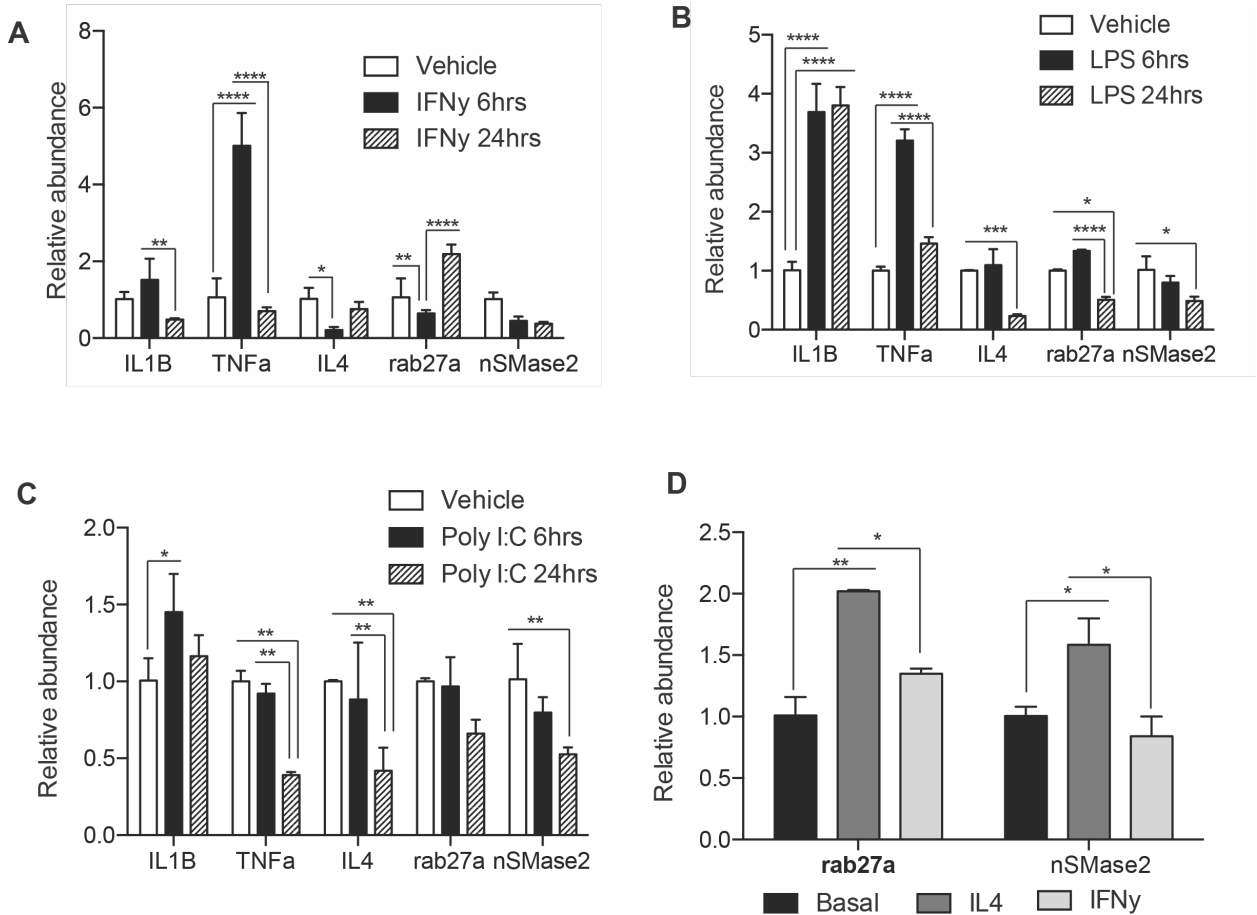 A
Relative abundance
8
6
4
2
0
Vehicle
IFNy 6hrs
IFNy 24hrs
**
****
****
*
**
****
IL1B TNFa IL4 rab27a nSMase2
B
Relative abundance
5
4
3
2
1
0
Vehicle
LPS 6hrs
LPS 24hrs
****
****
****
****
***
*
****
*
IL1B TNFa IL4 rab27a nSMase2
C
Relative abundance
2.0
1.5
1.0
0.5
0.0
Vehicle
Poly I:C 6hrs
Poly I:C 24hrs
*
**
**
**
**
**
IL1B TNFa IL4 rab27a nSMase2
D
Relative abundance
2.5
2.0
1.5
1.0
0.5
0.0
**
*
*
*
rab27a nSMase2
Basal IL4 IFNy